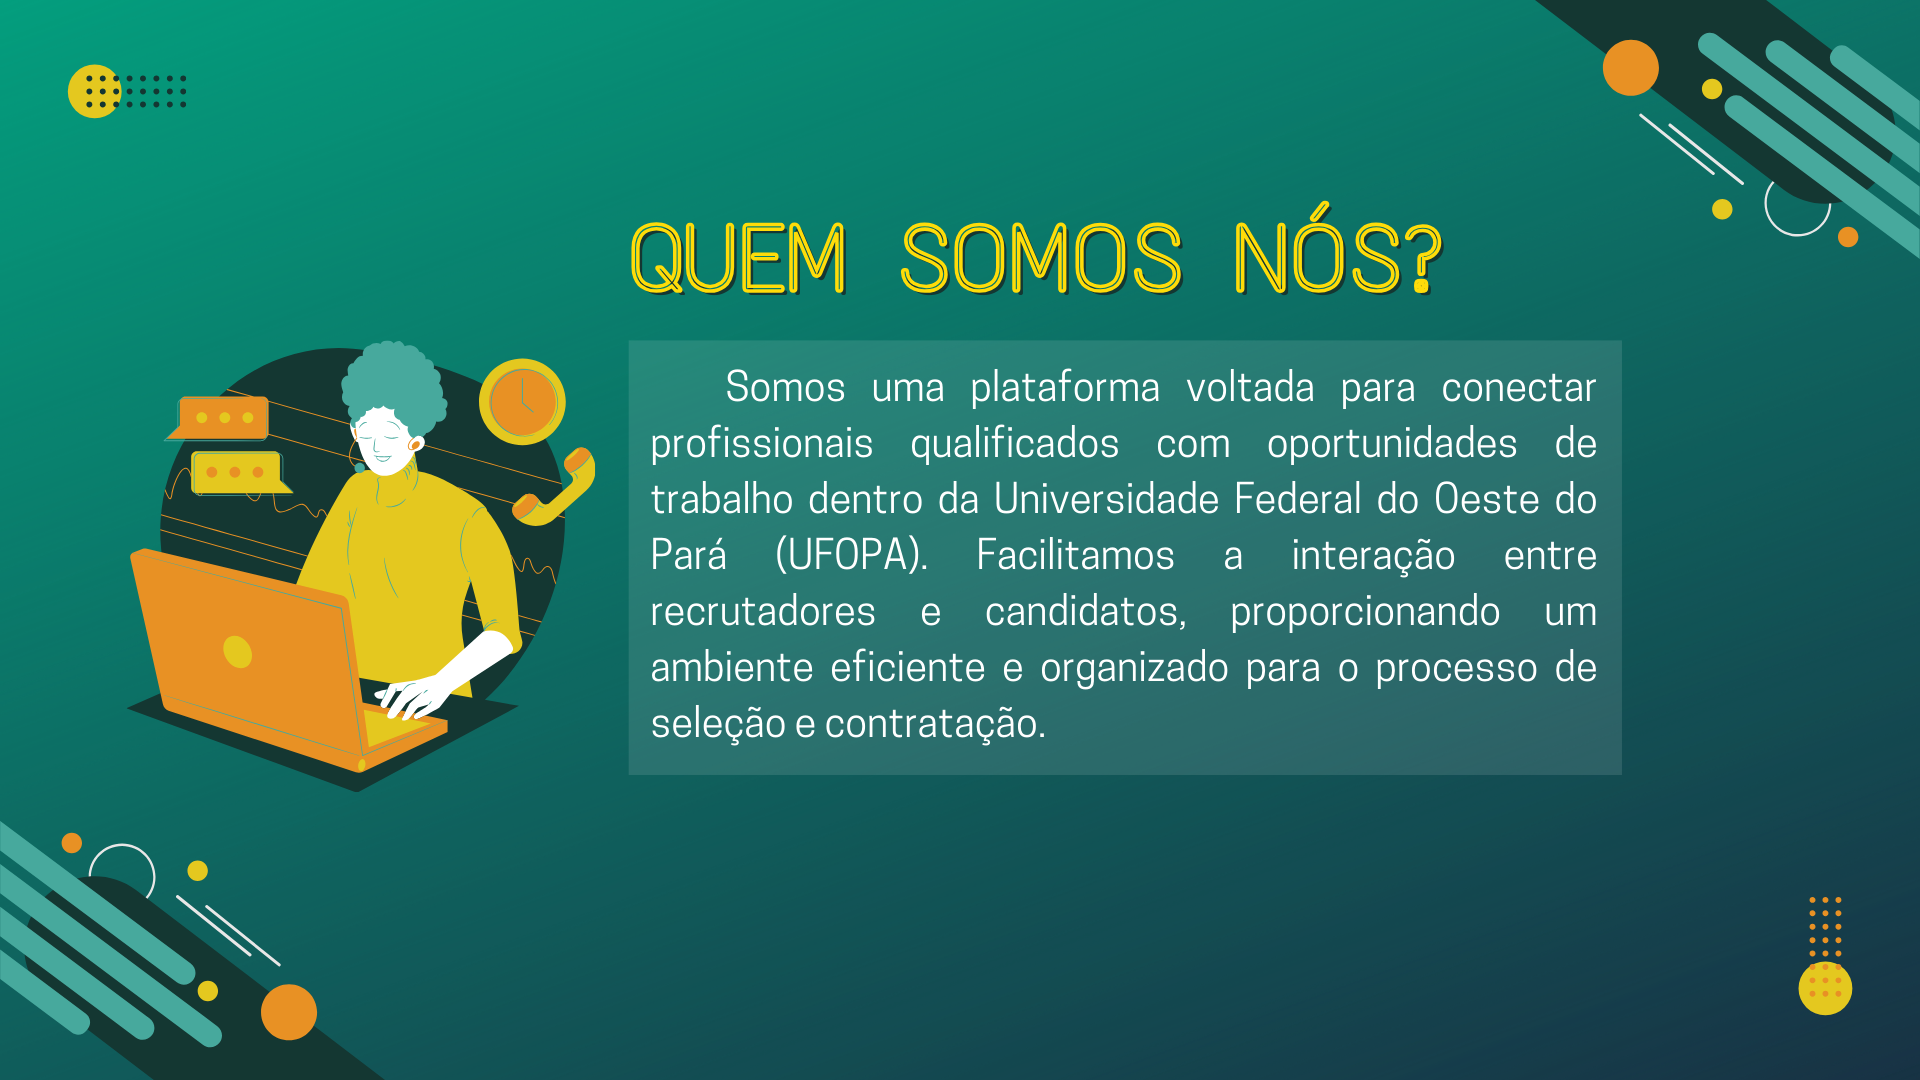 QUEM SOMOS NÓS?
Somos uma plataforma voltada para conectar
profissionais qualificados com oportunidades de
trabalho dentro da Universidade Federal do Oeste do
Pará (UFOPA). Facilitamos a interação entre
recrutadores e candidatos, proporcionando um
ambiente eficiente e organizado para o processo de
seleção e contratação.